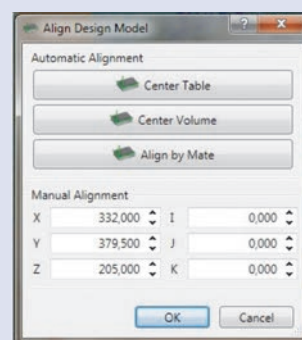 Align Design Model
Automatic Alignment
Center Table
Center Volume
Align by Mate
Manual Alignment
X 332,000 I 0,000
Y 379,500 J 0,000
Z 205,000 K 0,000
OK Cancel